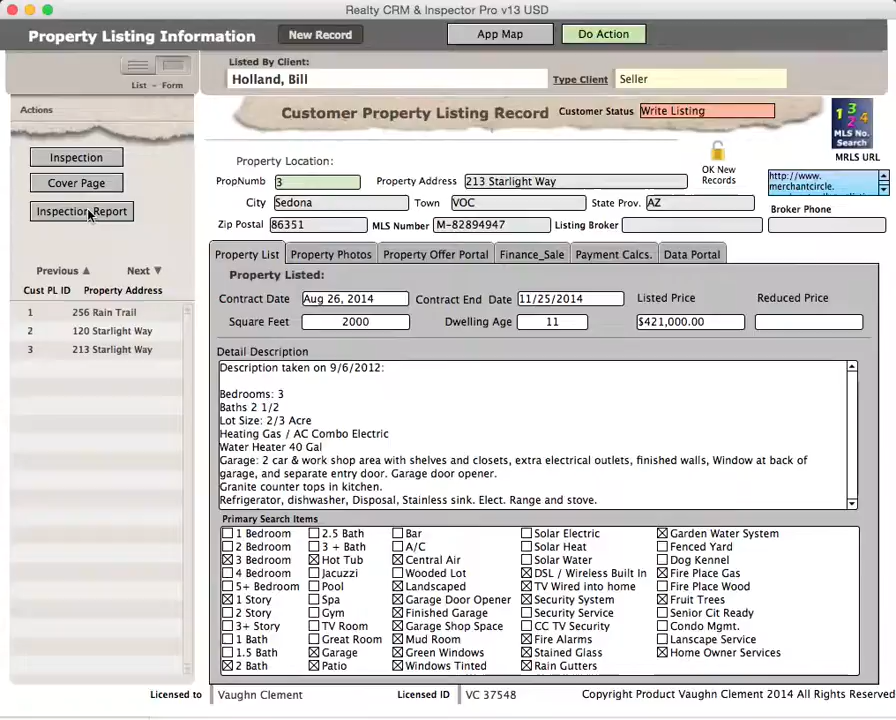 Realty CRM & Inspector Pro v13 USD
Property Listing Information
New Record
App Map
Do Action
List – Form
Listed By Client:
Holland, Bill
Type Client
Seller
Actions
Customer Property Listing Record
Customer Status
Write Listing
1 2 3 4
MLS No.
Search
MRLS URL
Inspection
Cover Page
Inspection Report
Property Location:
OK New
Records
http://www.
merchantcircle.
PropNumb
3
Property Address
213 Starlight Way
City
Sedona
Town
VOC
State Prov.
AZ
Broker Phone
Zip Postal
86351
MLS Number
M-82894947
Listing Broker
Previous ▲
Next ▼
Cust PL ID
Property Address
1
256 Rain Trail
2
120 Starlight Way
3
213 Starlight Way
Property List
Property Photos
Property Offer Portal
Finance_Sale
Payment Calcs.
Data Portal
Property Listed:
Contract Date
Aug 26, 2014
Contract End Date
11/25/2014
Listed Price
Reduced Price
Square Feet
2000
Dwelling Age
11
$421,000.00
Detail Description
Description taken on 9/6/2012:
Bedrooms: 3
Baths 2 1/2
Lot Size: 2/3 Acre
Heating Gas / AC Combo Electric
Water Heater 40 Gal
Garage: 2 car & work shop area with shelves and closets, extra electrical outlets, finished walls, Window at back of
garage, and separate entry door. Garage door opener.
Granite counter tops in kitchen.
Refrigerator, dishwasher, Disposal, Stainless sink. Elect. Range and stove.
Primary Search Items
1 Bedroom
2 Bedroom
3 Bedroom
4 Bedroom
5+ Bedroom
1 Story
2 Story
3+ Story
1 Bath
1.5 Bath
2 Bath
2.5 Bath
3 + Bath
Hot Tub
Jacuzzi
Pool
Spa
Gym
TV Room
Great Room
Garage
Patio
Bar
A/C
Central Air
Wooded Lot
Landscaped
Garage Door Opener
Finished Garage
Garage Shop Space
Mud Room
Green Windows
Windows Tinted
Solar Electric
Solar Heat
Solar Water
DSL / Wireless Built In
TV Wired into home
Security System
Security Service
CC TV Security
Fire Alarms
Stained Glass
Rain Gutters
Garden Water System
Fenced Yard
Dog Kennel
Fire Place Gas
Fire Place Wood
Fruit Trees
Senior Cit Ready
Condo Mgmt.
Lanscape Service
Home Owner Services
Licensed to
Vaughn Clement
Licensed ID
VC 37548
Copyright Product Vaughn Clement 2014 All Rights Reserved